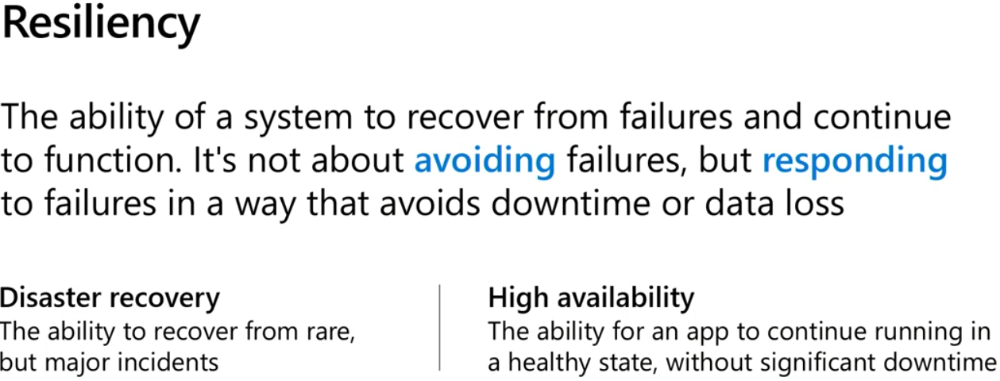 Resiliency
The ability of a system to recover from failures and continue
to function. It's not about avoiding failures, but responding
to failures in a way that avoids downtime or data loss
Disaster recovery
The ability to recover from rare,
but major incidents
High availability
The ability for an app to continue running in
a healthy state, without significant downtime